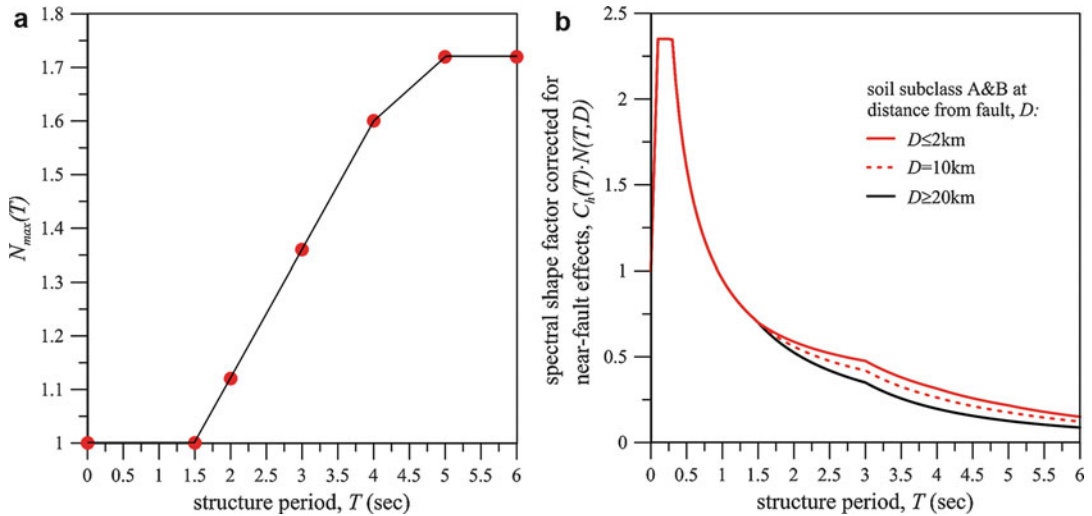 a
1.8
1.7
1.6
1.5
1.4
1.3
1.2
1.1
1
N_max(T)
0 0.5 1 1.5 2 2.5 3 3.5 4 4.5 5 5.5 6
structure period, T (sec)
b
2.5
2
1.5
1
0.5
0
spectral shape factor corrected for
near-fault effects, C_h(T)·N(T,D)
soil subclass A&B at
distance from fault, D:
D≤2km
D=10km
D≥20km
0 0.5 1 1.5 2 2.5 3 3.5 4 4.5 5 5.5 6
structure period, T (sec)